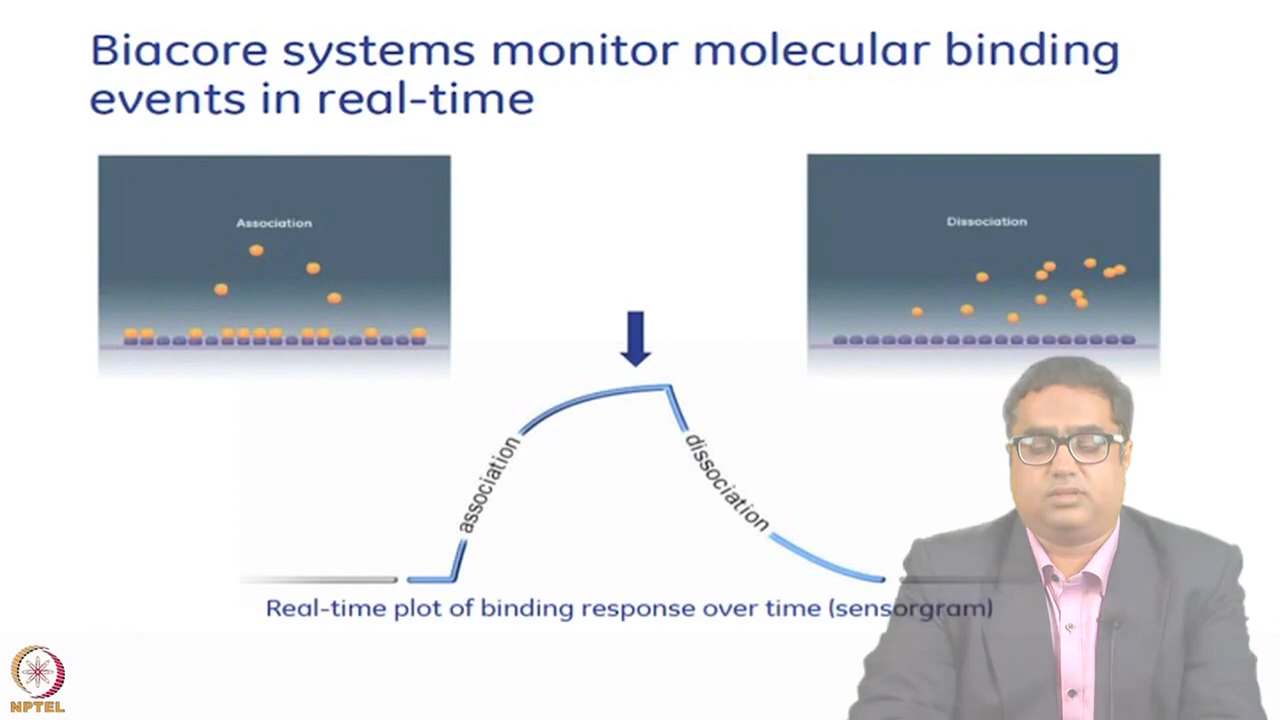 Biacore systems monitor molecular binding
events in real-time
Association
Dissociation
association
dissociation
Real-time plot of binding response over time (sensorgram)
NPTEL